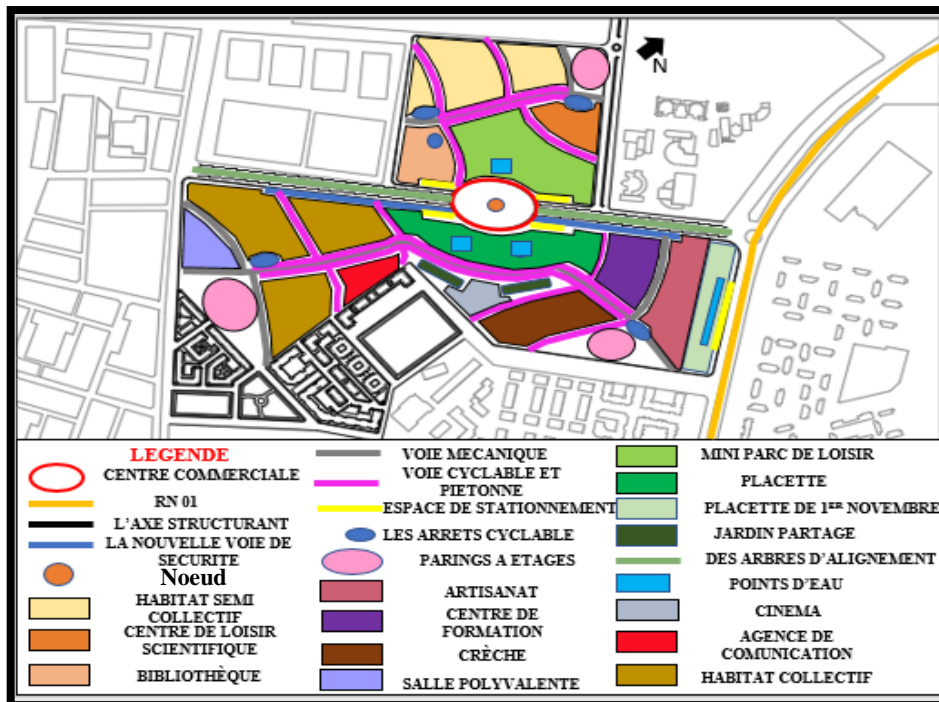 N
LEGENDE
CENTRE COMMERCIALE
RN 01
L'AXE STRUCTURANT
LA NOUVELLE VOIE DE
SECURITE
Noeud
HABITAT SEMI
COLLECTIF
CENTRE DE LOISIR
SCIENTIFIQUE
BIBLIOTHÈQUE
VOIE MECANIQUE
VOIE CYCLABLE ET
PIETONNE
ESPACE DE STATIONNEMENT
LES ARRETS CYCLABLE
PARINGS A ETAGES
ARTISANAT
CENTRE DE
FORMATION
CRÈCHE
SALLE POLYVALENTE
MINI PARC DE LOISIR
PLACETTE
PLACETTE DE 1ER NOVEMBRE
JARDIN PARTAGE
DES ARBRES D'ALIGNEMENT
POINTS D'EAU
CINEMA
AGENCE DE
COMUNICATION
HABITAT COLLECTIF